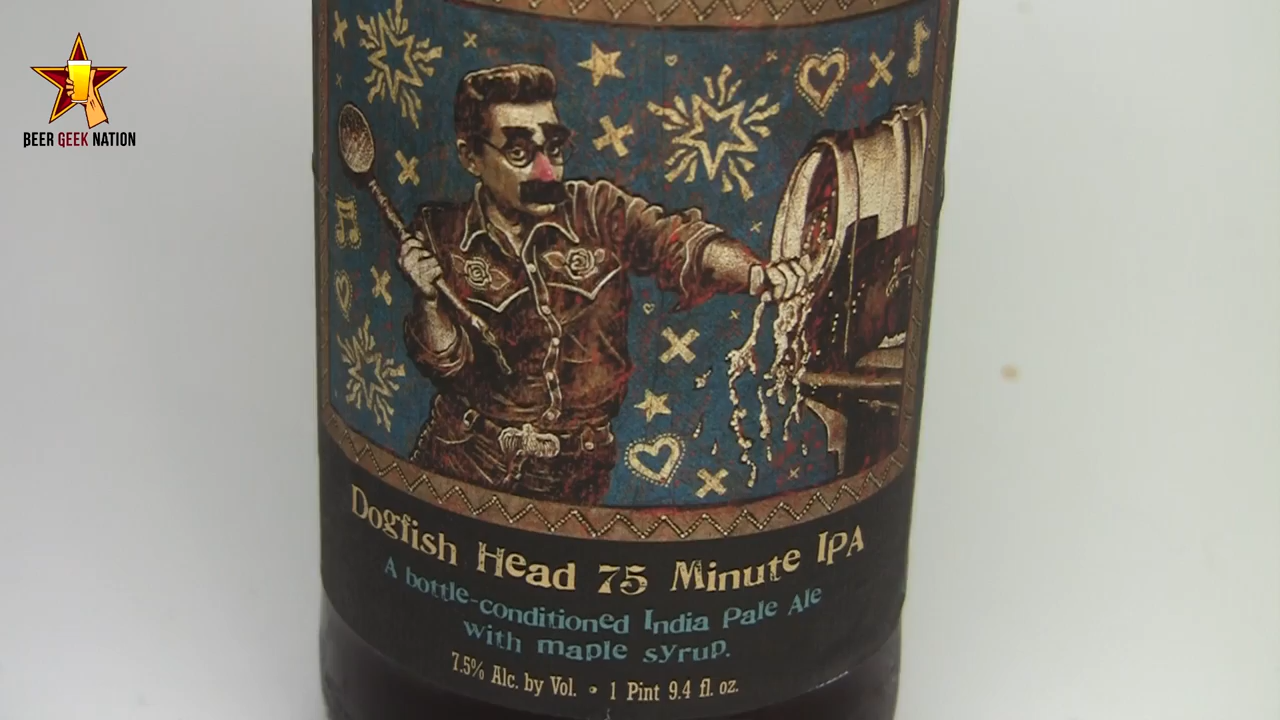 BEER GEEK NATION
Dogfish Head 75 Minute IPA
A bottle-conditioned India Pale Ale
with maple syrup.
7.5% Alc. by Vol. • 1 Pint 9.4 fl. oz.